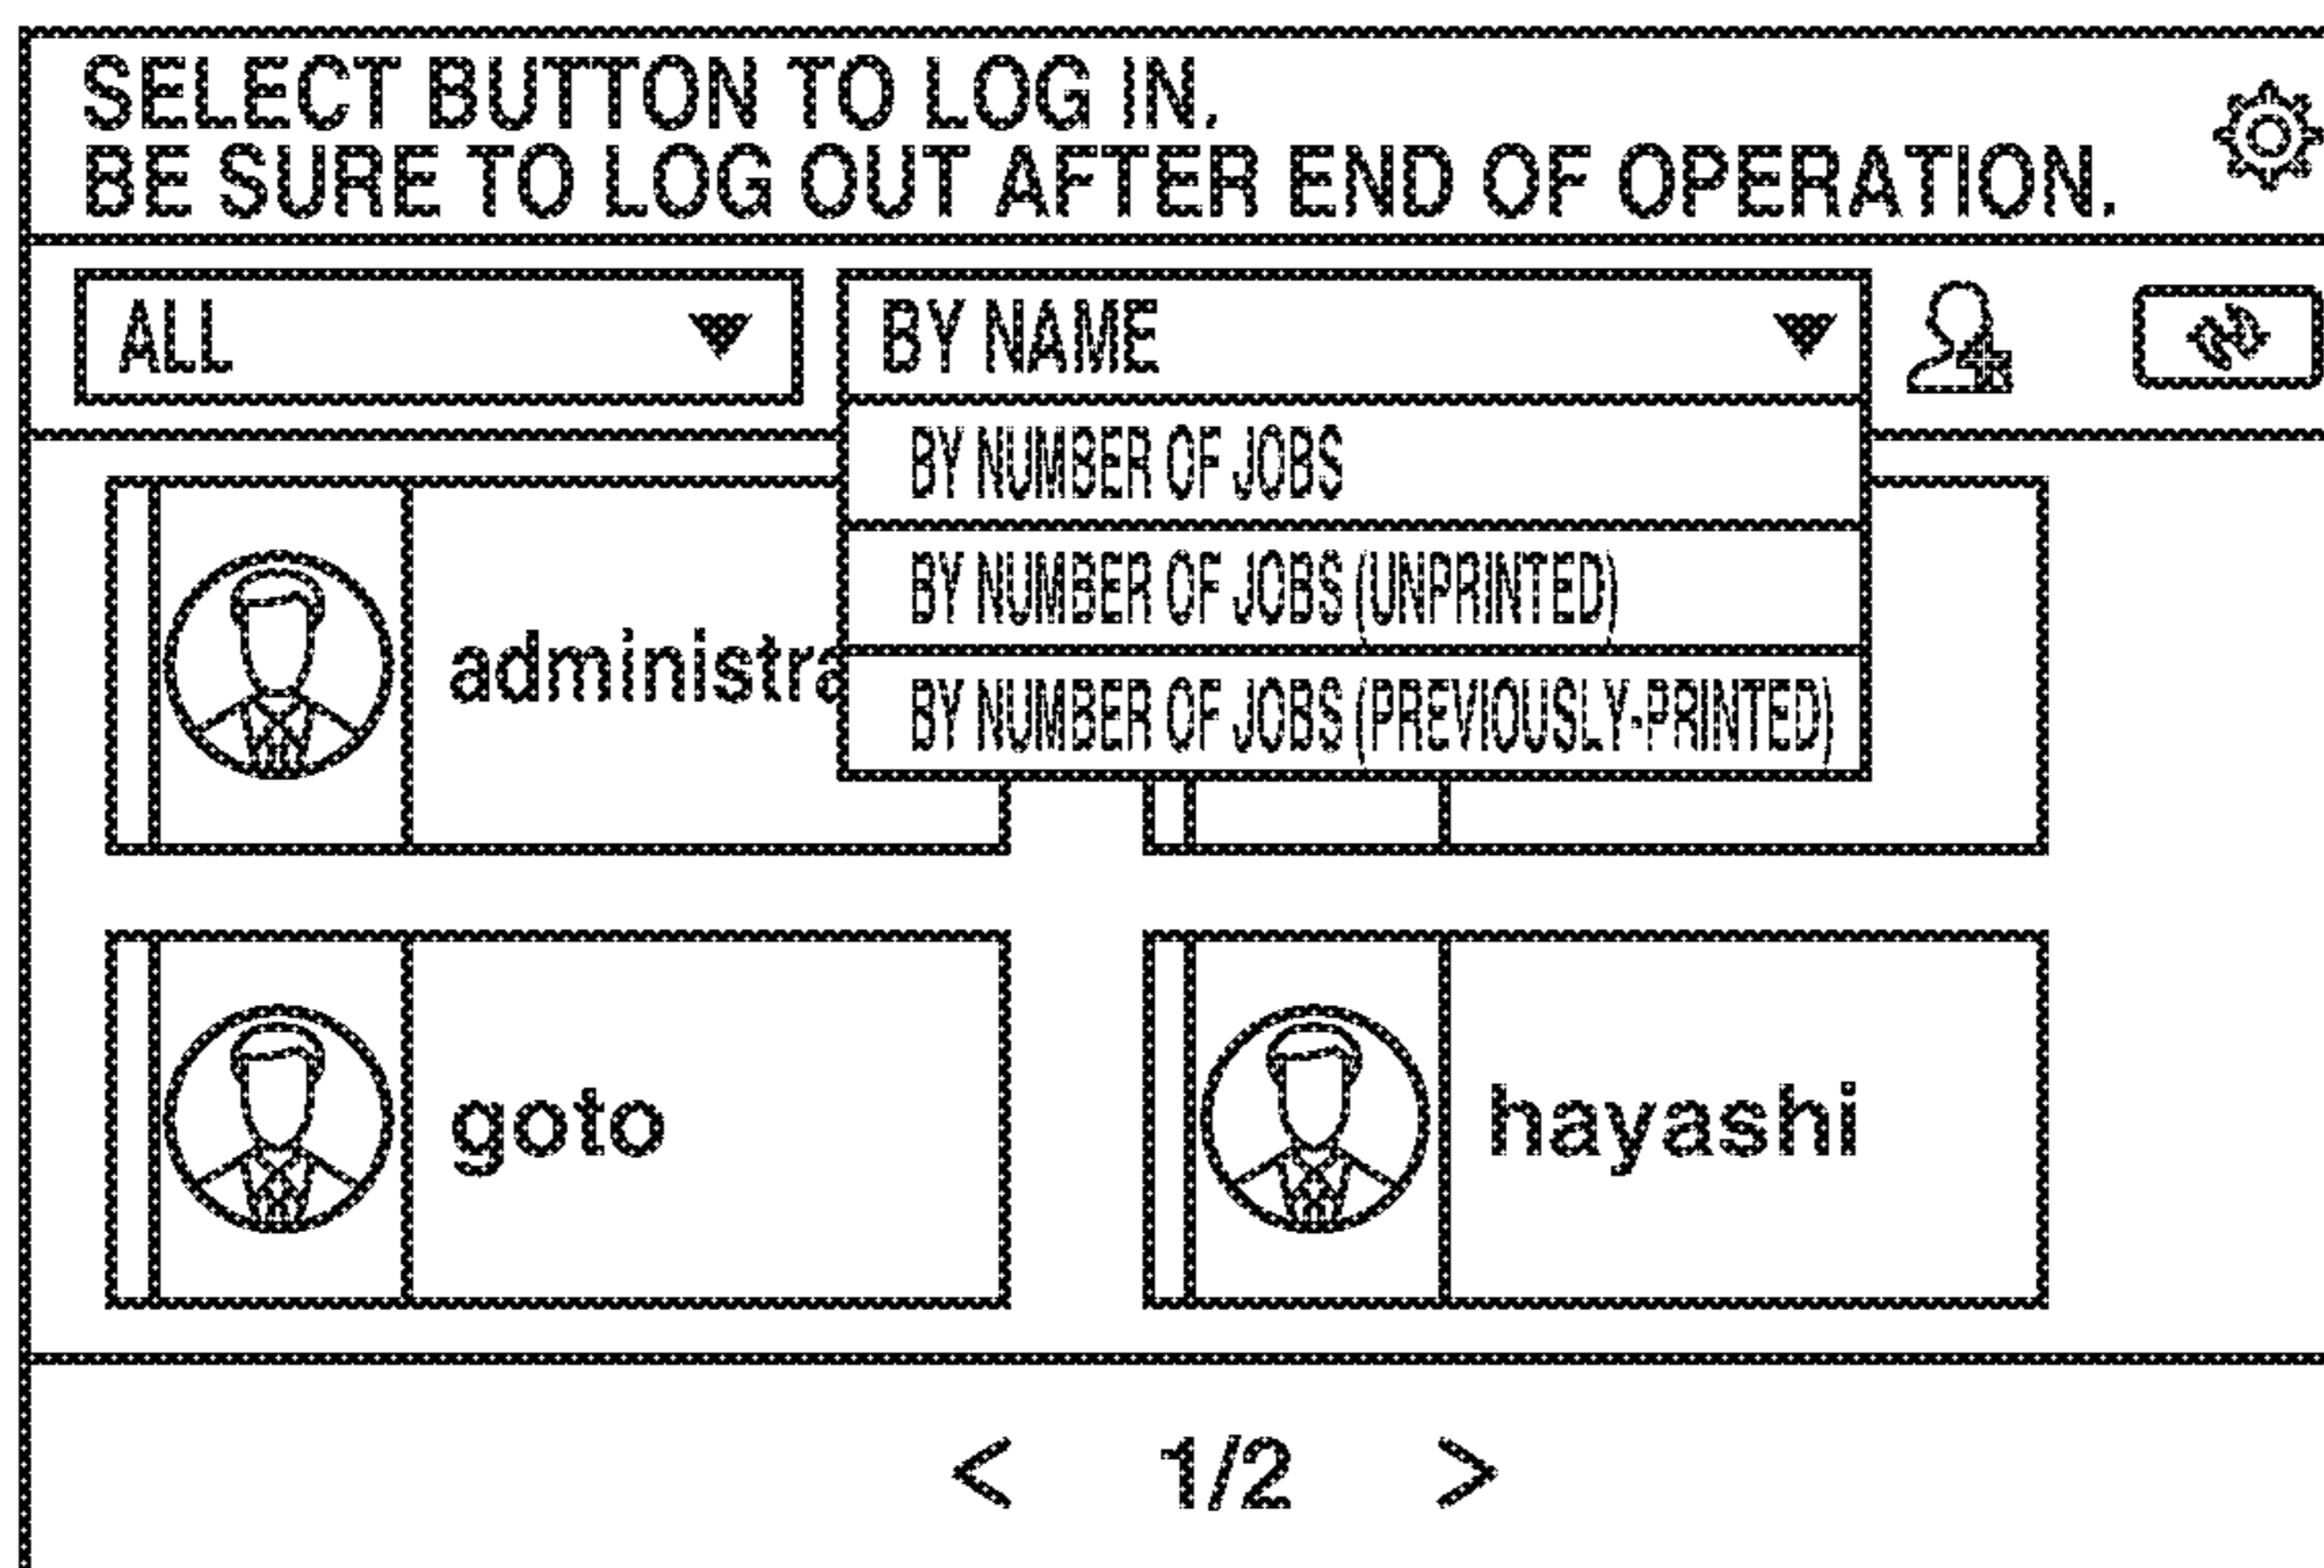 SELECT BUTTON TO LOG IN.
BE SURE TO LOG OUT AFTER END OF OPERATION.
ALL
BY NAME
BY NUMBER OF JOBS
BY NUMBER OF JOBS (UNPRINTED)
BY NUMBER OF JOBS (PREVIOUSLY-PRINTED)
administra
goto
hayashi
< 1/2 >